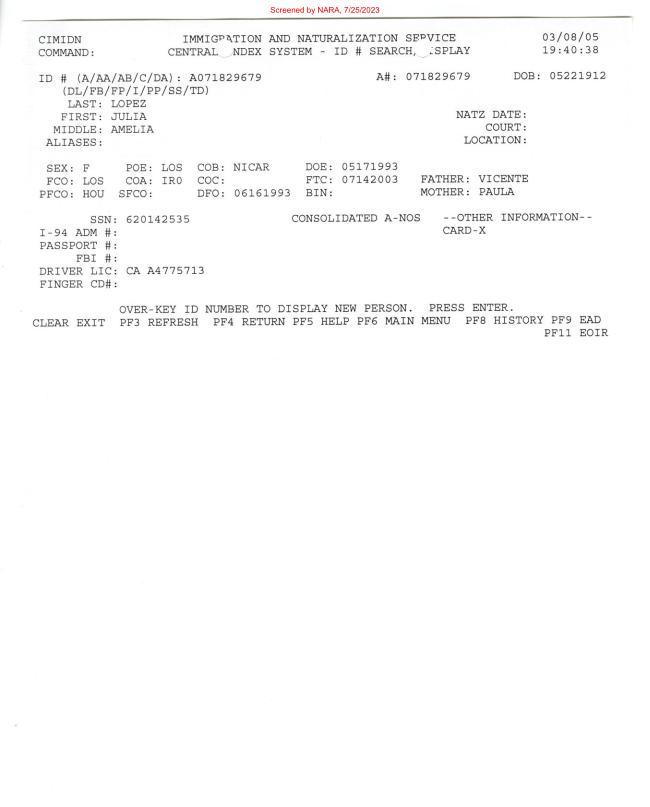 Screened by NARA, 7/25/2023
CIMIDN IMMIGRATION AND NATURALIZATION SERVICE 03/08/05
COMMAND: CENTRAL NDEX SYSTEM - ID # SEARCH, SPLAY 19:40:38
ID # (A/AA/AB/C/DA): A071829679 A#: 071829679 DOB: 05221912
(DL/FB/FP/I/PP/SS/TD)
LAST: LOPEZ
FIRST: JULIA NATZ DATE:
MIDDLE: AMELIA COURT:
ALIASES: LOCATION:
SEX: F POE: LOS COB: NICAR DOE: 05171993
FCO: LOS COA: IR0 COC: FTC: 07142003 FATHER: VICENTE
PFCO: HOU SFCO: DFO: 06161993 BIN: MOTHER: PAULA
SSN: 620142535 CONSOLIDATED A-NOS --OTHER INFORMATION--
I-94 ADM #: CARD-X
PASSPORT #:
FBI #:
DRIVER LIC: CA A4775713
FINGER CD#:
OVER-KEY ID NUMBER TO DISPLAY NEW PERSON. PRESS ENTER.
CLEAR EXIT PF3 REFRESH PF4 RETURN PF5 HELP PF6 MAIN MENU PF8 HISTORY PF9 EAD
PF11 EOIR